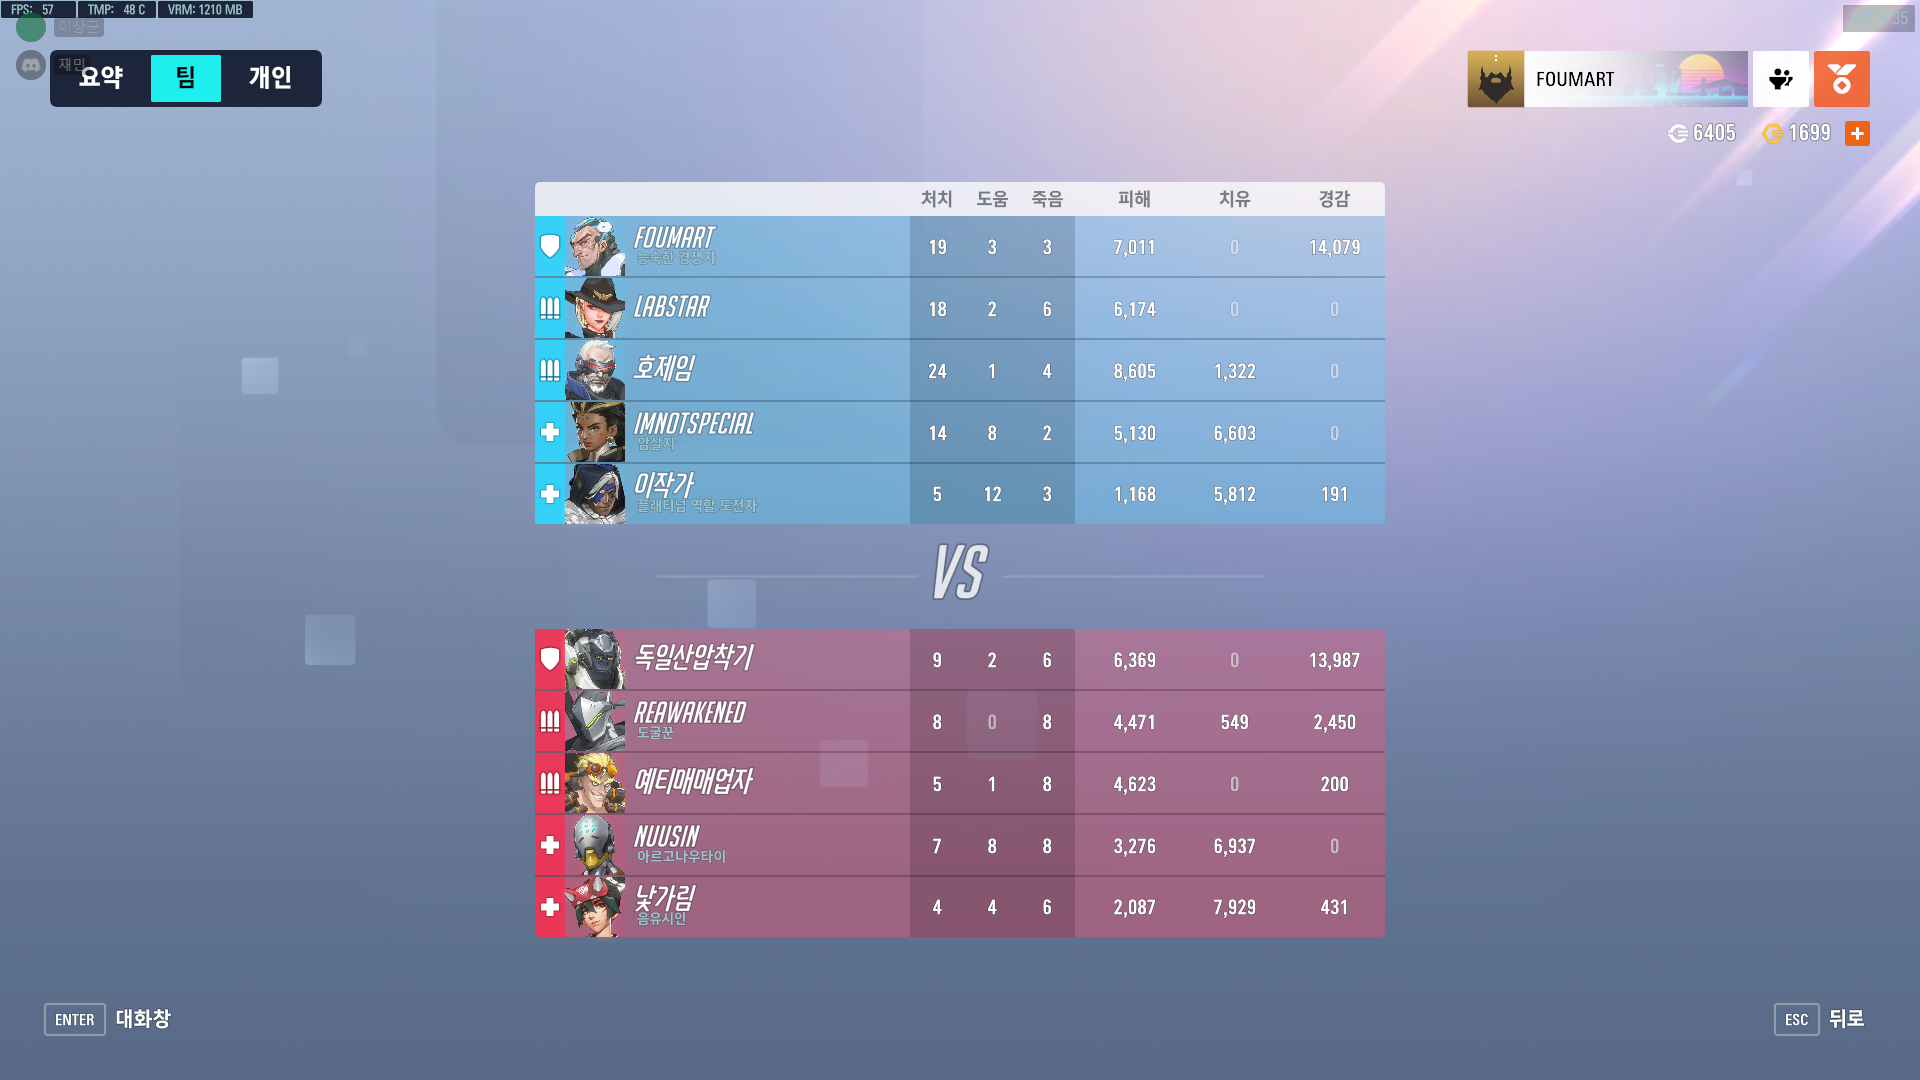 FPS: 57 TMP: 48 C VRM: 1210 MB
이상균
재민
요약 팀 개인
FOUMART
6405 1699
처치 도움 죽음 피해 치유 경감
FOUMART 19 3 3 7,011 0 14,079
능숙한 경쟁자
LABSTAR 18 2 6 6,174 0 0
호제임 24 1 4 8,605 1,322 0
IMNOTSPECIAL 14 8 2 5,130 6,603 0
암살자
이작가 5 12 3 1,168 5,812 191
플래티넘 역할 도전자
VS
독일산압착기 9 2 6 6,369 0 13,987
REAWAKENED 8 0 8 4,471 549 2,450
도굴꾼
예티매매업자 5 1 8 4,623 0 200
NUUSIN 7 8 8 3,276 6,937 0
아르고나우타이
낯가림 4 4 6 2,087 7,929 431
음유시인
ENTER 대화창
ESC 뒤로